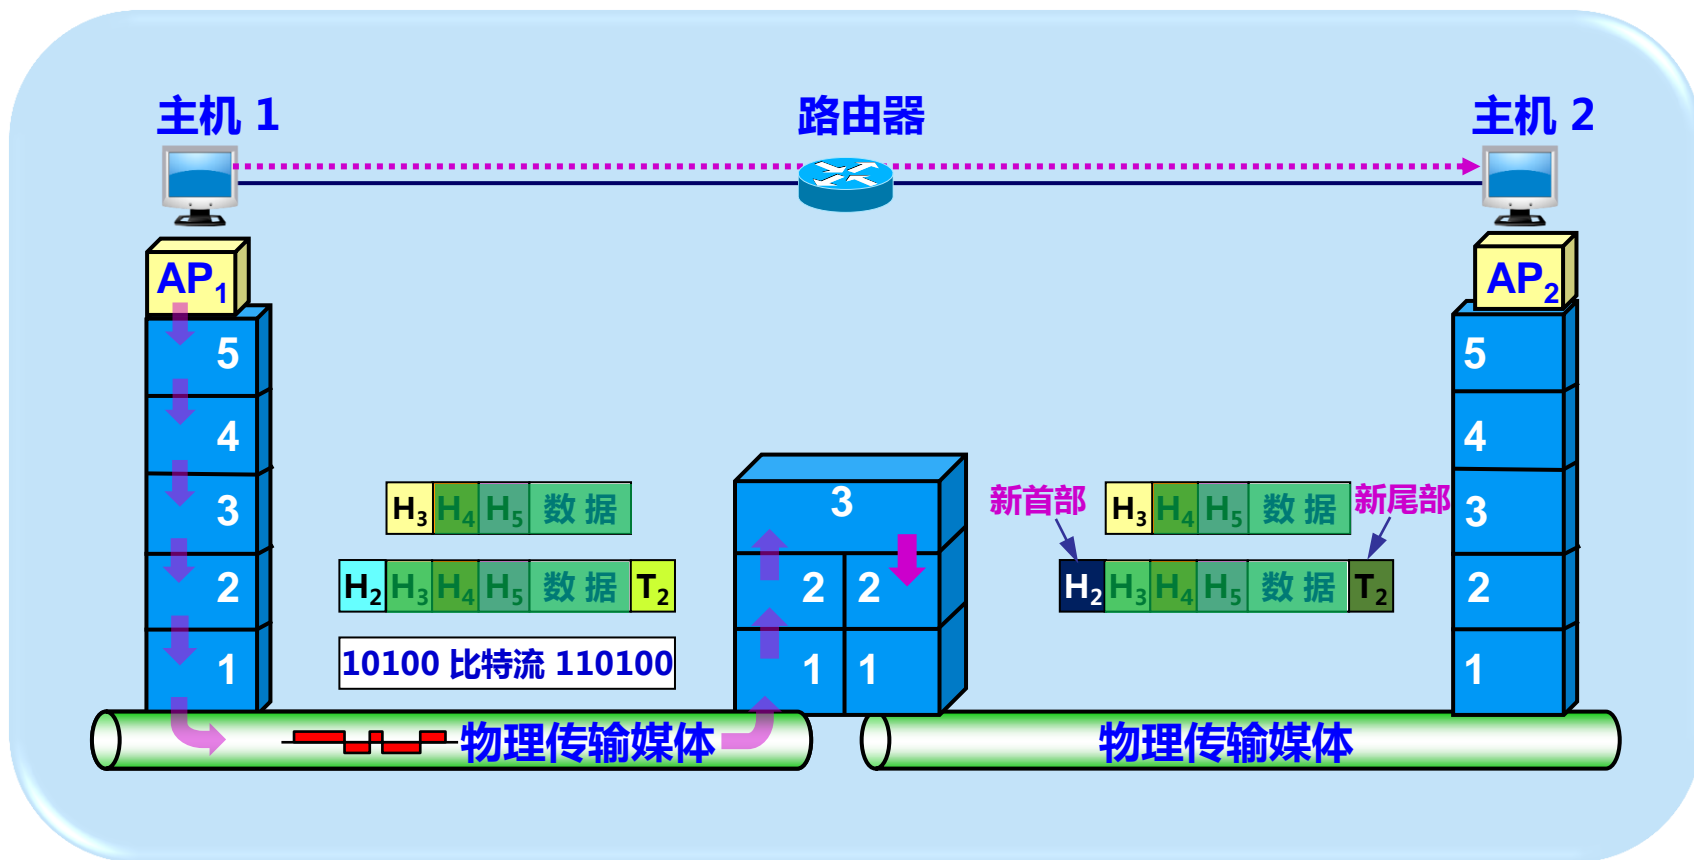 主机 1
路由器
主机 2
AP₁
AP₂
5
4
3
2
1
H₃ H₄ H₅ 数 据
H₂ H₃ H₄ H₅ 数 据 T₂
10100 比特流 110100
3
2 2
1 1
新首部
新尾部
H₃ H₄ H₅ 数 据
H₂ H₃ H₄ H₅ 数 据 T₂
5
4
3
2
1
物理传输媒体
物理传输媒体